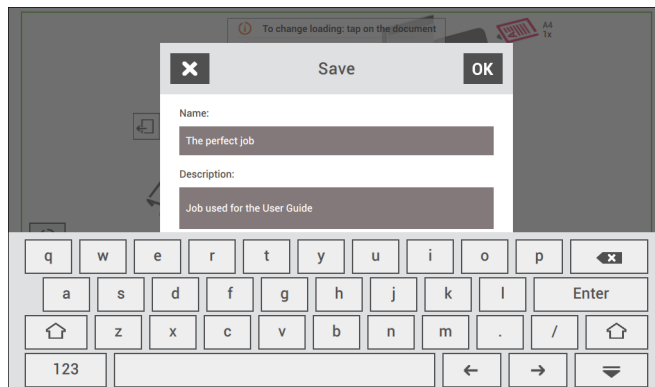 To change loading: tap on the document
A4
1x
Save
OK
Name:
The perfect job
Description:
Job used for the User Guide
q w e r t y u i o p
a s d f g h j k l Enter
z x c v b n m . /
123